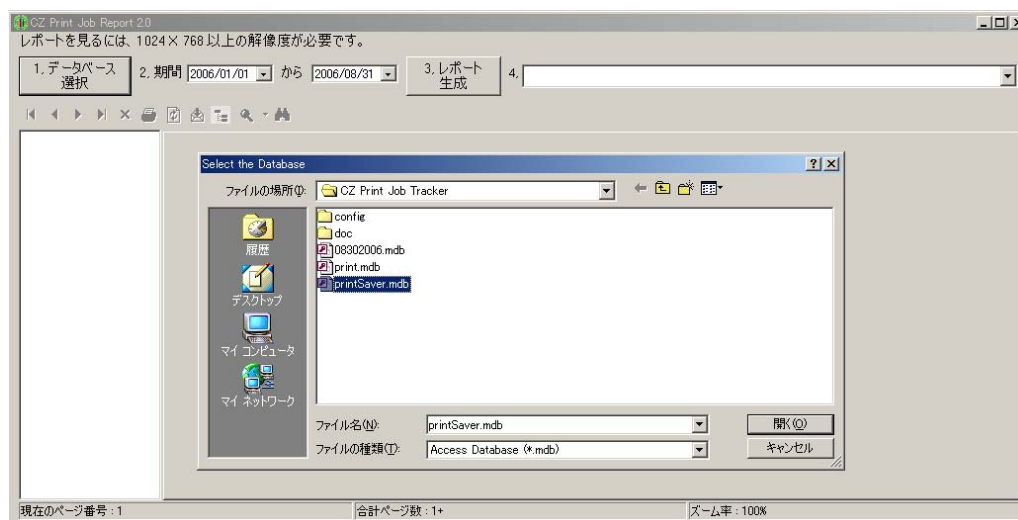 CZ Print Job Report 2.0
レポートを見るには、1024×768以上の解像度が必要です。
1.データベース選択 2.期間 2006/01/01 から 2006/08/31 3.レポート生成 4.
Select the Database
ファイルの場所(I): CZ Print Job Tracker
config
doc
08302006.mdb
print.mdb
printSaver.mdb
履歴
デスクトップ
マイ コンピュータ
マイ ネットワーク
ファイル名(N): printSaver.mdb 開く(O)
ファイルの種類(T): Access Database (*.mdb) キャンセル
現在のページ番号:1 合計ページ数:1+ ズーム率:100%